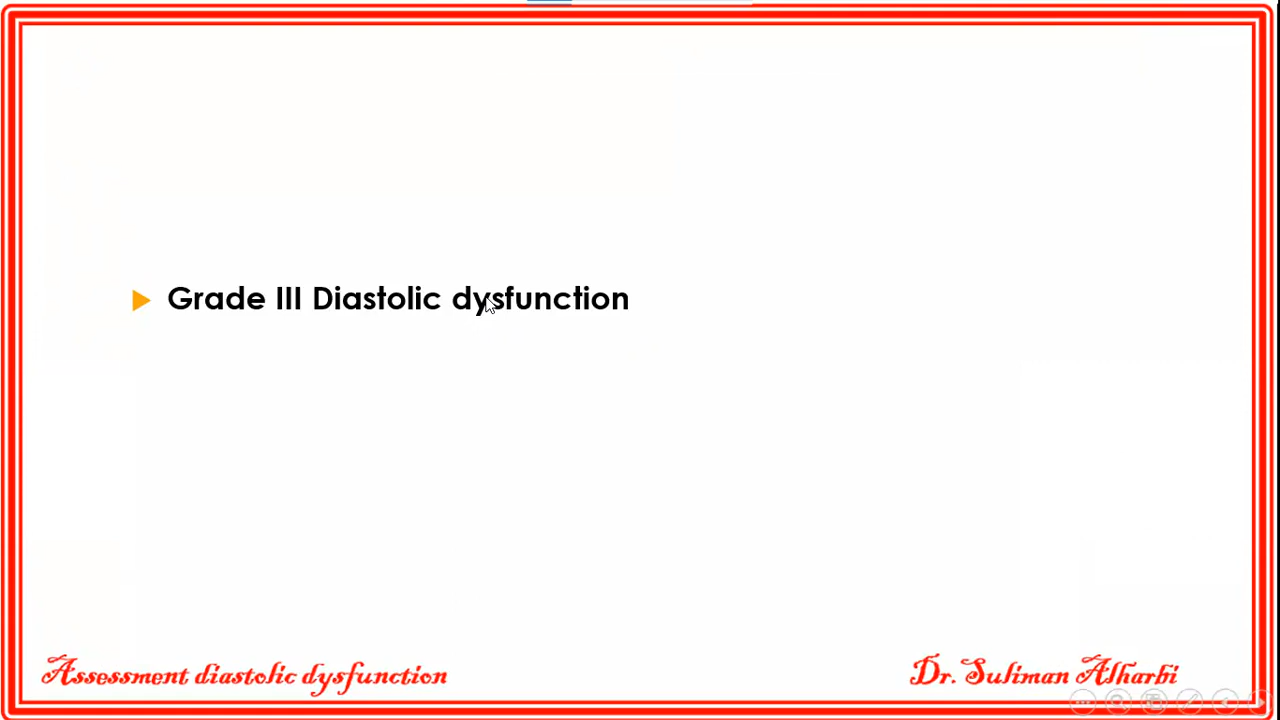 Grade III Diastolic dysfunction
Assessment diastolic dysfunction
Dr. Suliman Alharbi